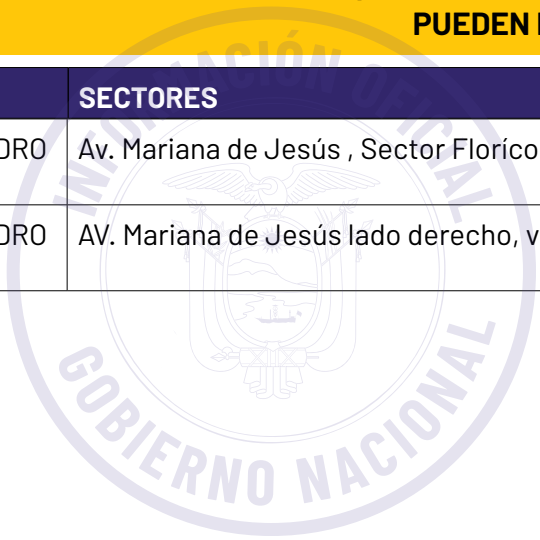 PUEDEN
SECTORES
DRO Av. Mariana de Jesús , Sector Floríco
DRO AV. Mariana de Jesús lado derecho, v
INFORMACIÓN OFICIAL
GOBIERNO NACIONAL